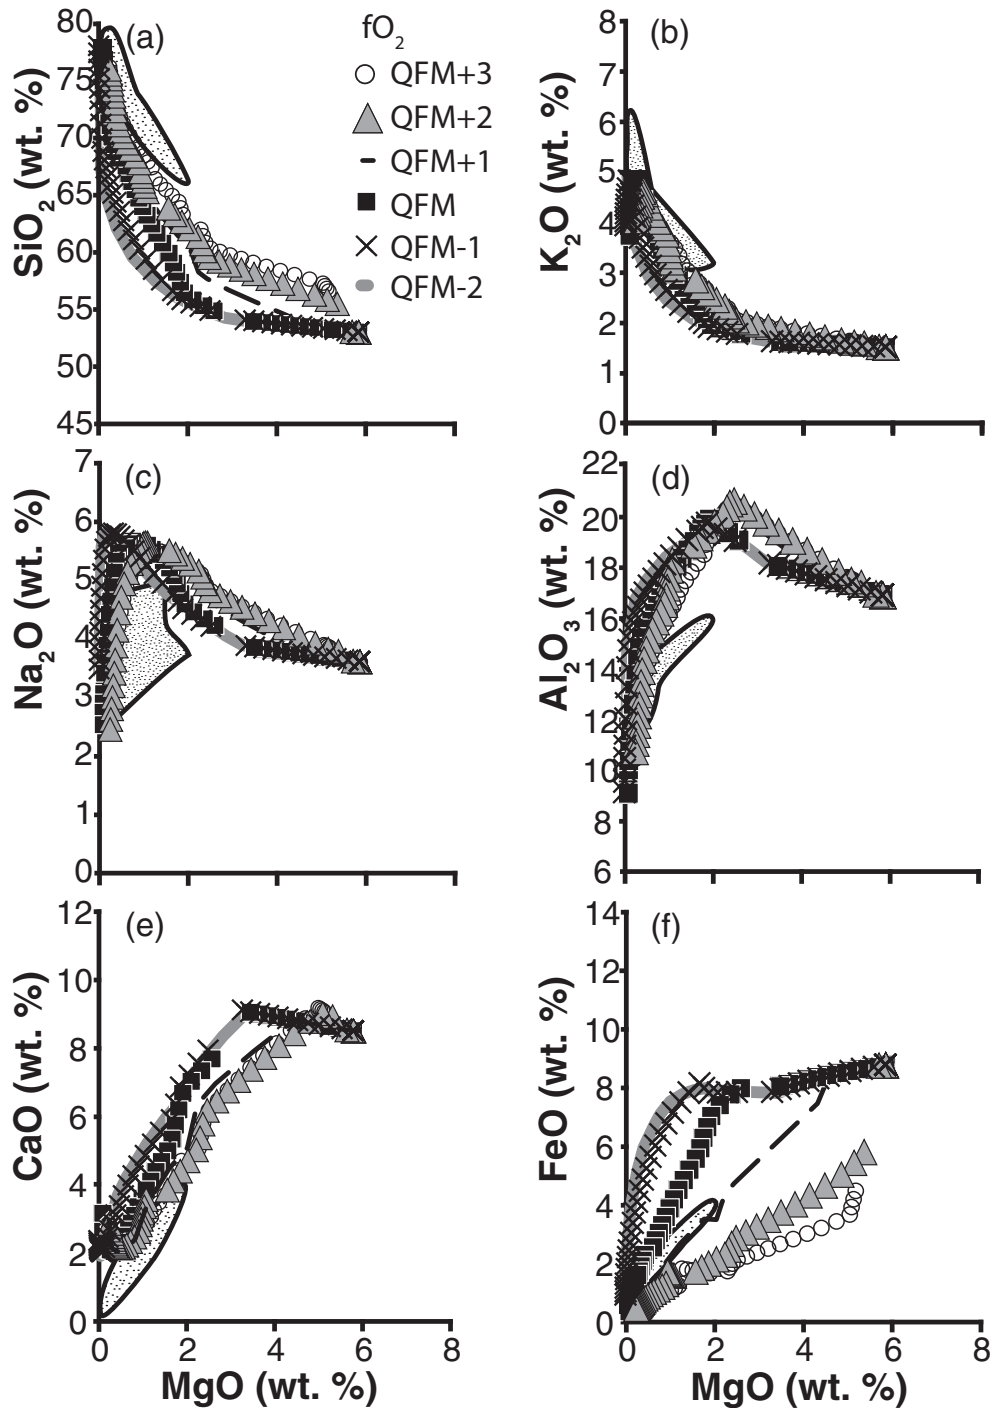 (a)
fO2
QFM+3
QFM+2
QFM+1
QFM
QFM-1
QFM-2
80
75
70
65
60
55
50
45
SiO2 (wt. %)
(b)
8
7
6
5
4
3
2
1
0
K2O (wt. %)
(c)
7
6
5
4
3
2
1
0
Na2O (wt. %)
(d)
22
20
18
16
14
12
10
8
6
Al2O3 (wt. %)
(e)
12
10
8
6
4
2
0
CaO (wt. %)
0 2 4 6 8
MgO (wt. %)
(f)
14
12
10
8
6
4
2
0
FeO (wt. %)
0 2 4 6 8
MgO (wt. %)